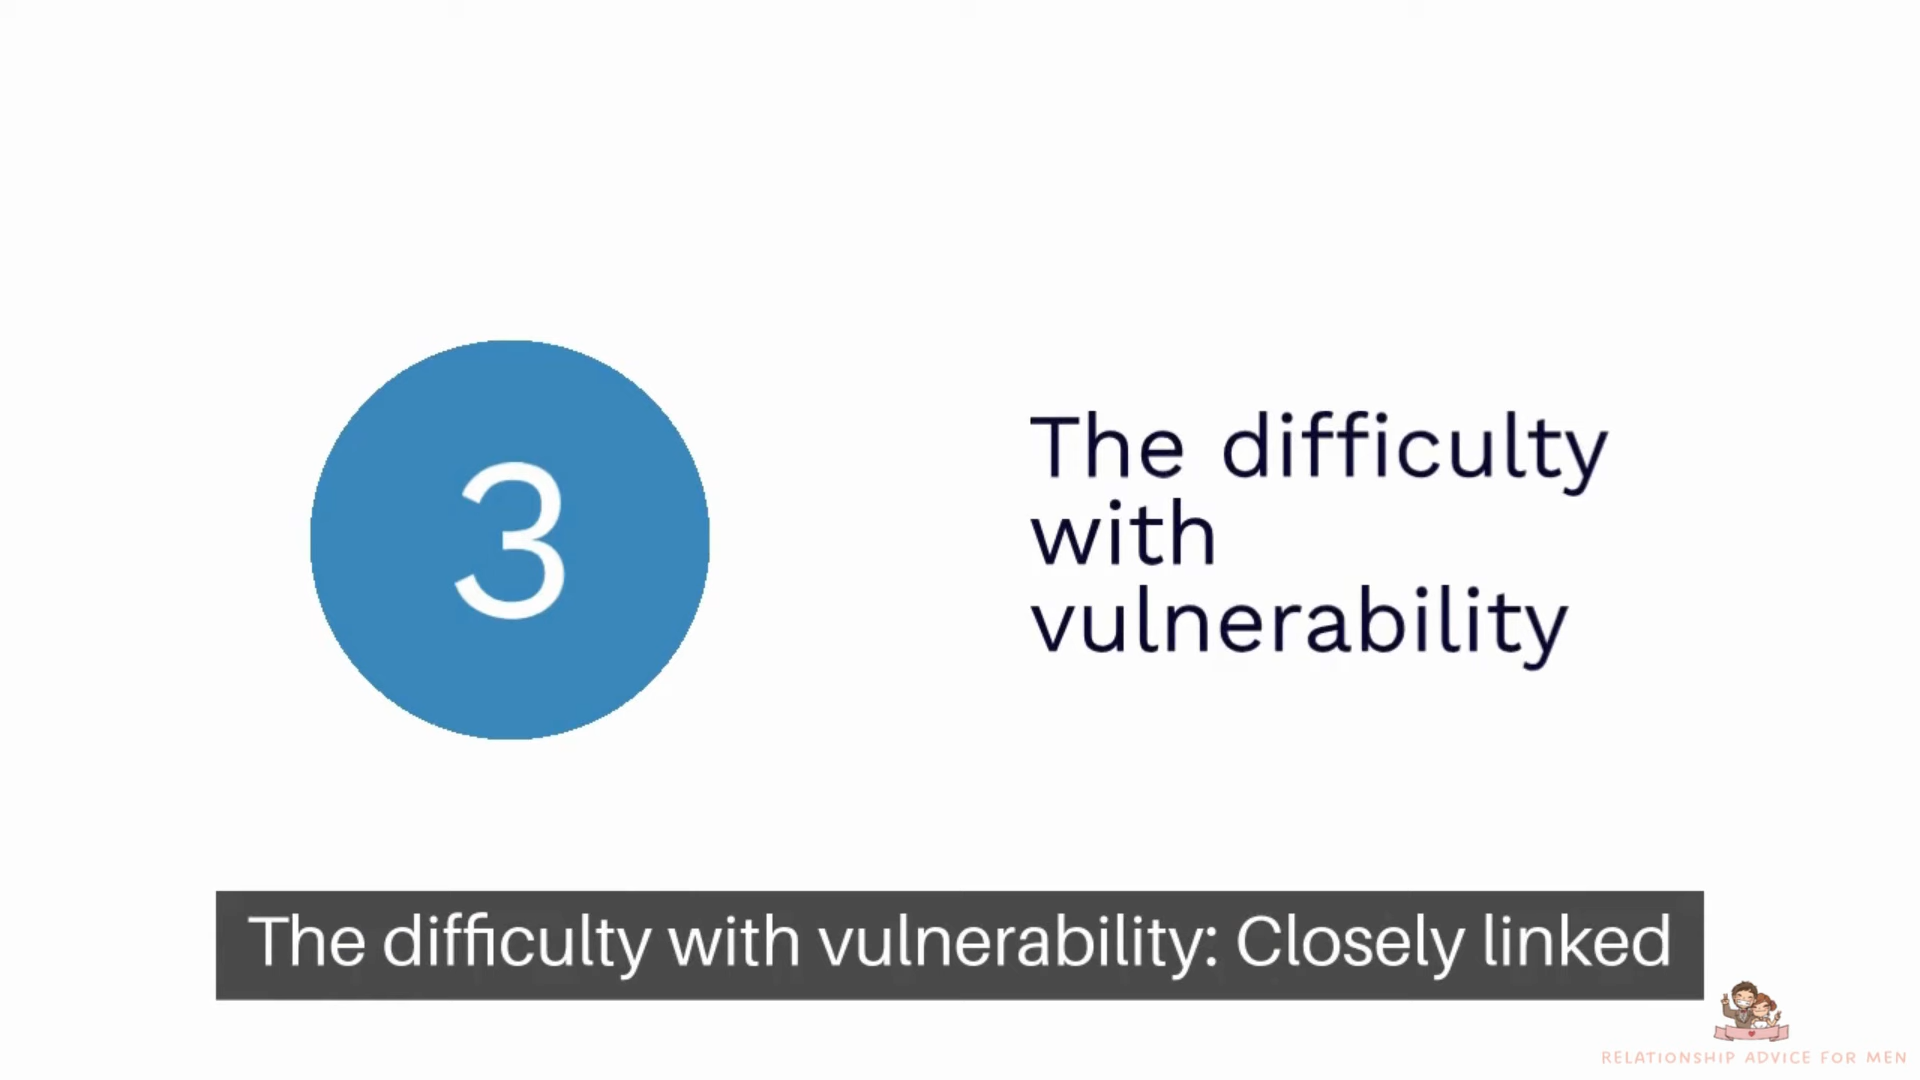 3
The difficulty
with
vulnerability
The difficulty with vulnerability: Closely linked
RELATIONSHIP ADVICE FOR MEN